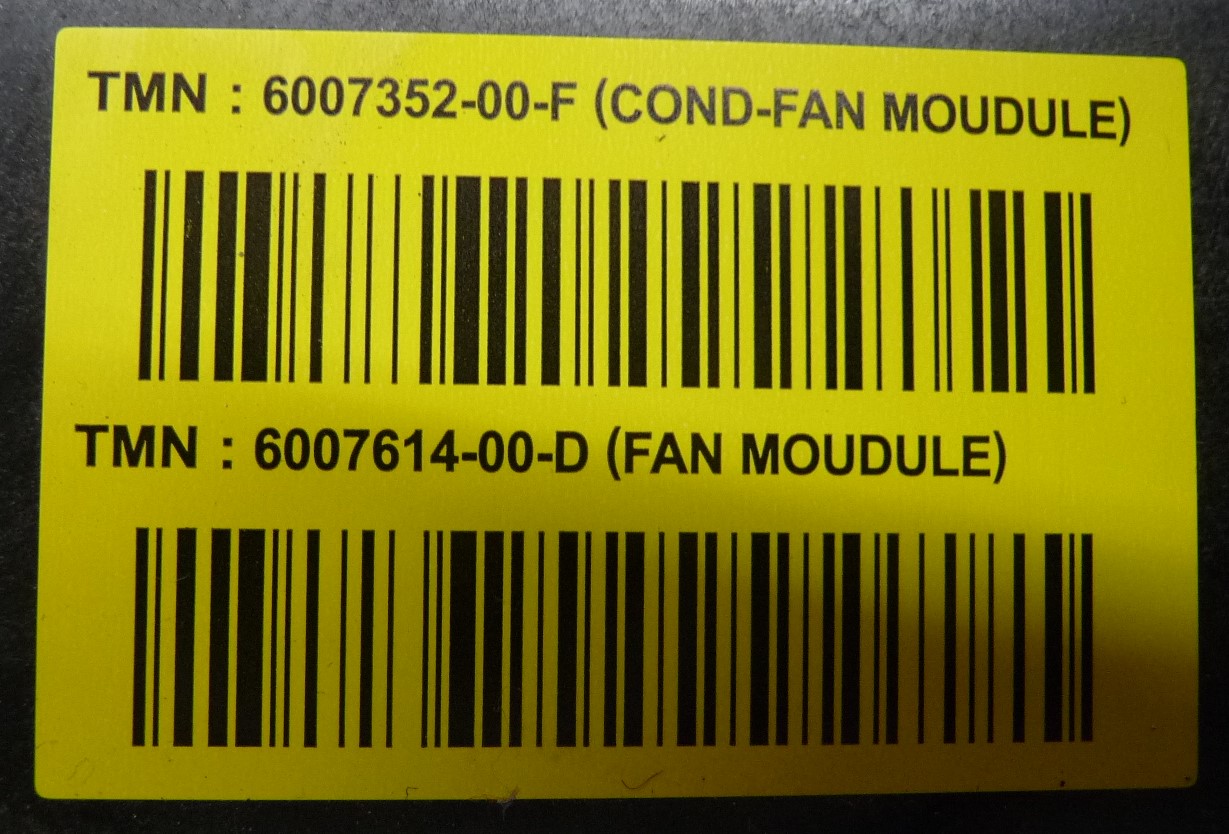 TMN : 6007352-00-F (COND-FAN MOUDULE)
TMN : 6007614-00-D (FAN MOUDULE)